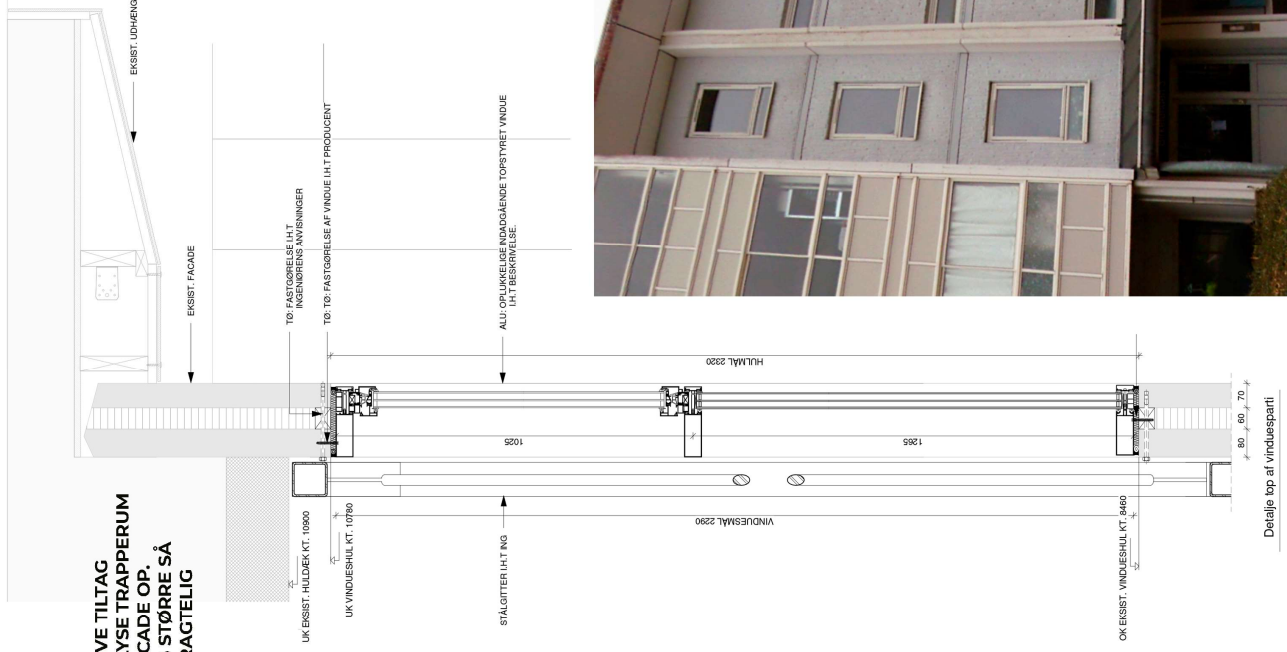 VE TILTAG
YSE TRAPPERUM
CADE OP.
STØRRE SÅ
RAGTELIG
EKSIST. UDHÆNG
EKSIST. FACADE
TØ: FASTGØRELSE I.H.T
INGENIØRENS ANVISNINGER
TØ: TØ: FASTGØRELSE AF VINDUE I.H.T PRODUCENT
UK EKSIST. HULDÆK KT. 10900
UK VINDUESHUL KT. 10780
ALU: OPLUKKELIGE INDADGÅENDE TOPSTYRET VINDUE
I.H.T BESKRIVELSE.
STÅLGITTER I.H.T ING
VINDUESMÅL 2290
1025
1265
HULMÅL 2320
OK EKSIST. VINDUESHUL KT. 8460
80
60
70
Detalje top af vinduesparti